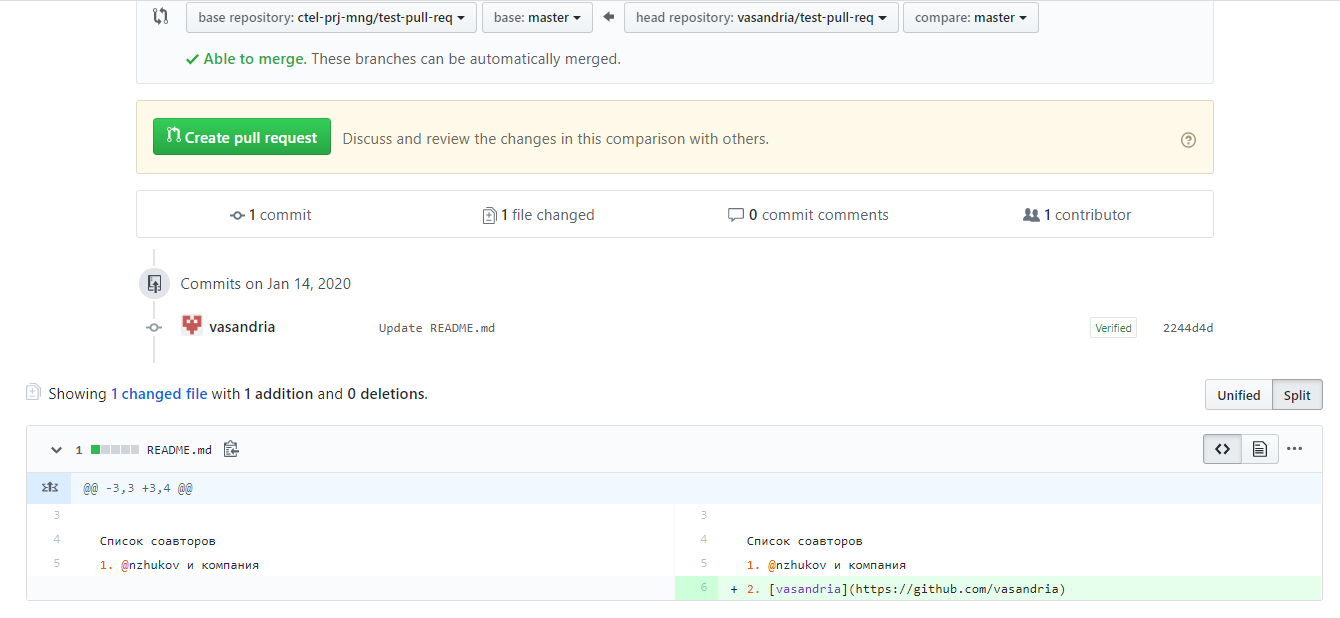 base repository: ctel-prj-mng/test-pull-req base: master head repository: vasandria/test-pull-req compare: master
Able to merge. These branches can be automatically merged.
Create pull request Discuss and review the changes in this comparison with others.
1 commit 1 file changed 0 commit comments 1 contributor
Commits on Jan 14, 2020
vasandria Update README.md Verified 2244d4d
Showing 1 changed file with 1 addition and 0 deletions. Unified Split
1 README.md
@@ -3,3 +3,4 @@
3 3
4 Список соавторов 4 Список соавторов
5 1. @nzhukov и компания 5 1. @nzhukov и компания
6 + 2. [vasandria](https://github.com/vasandria)